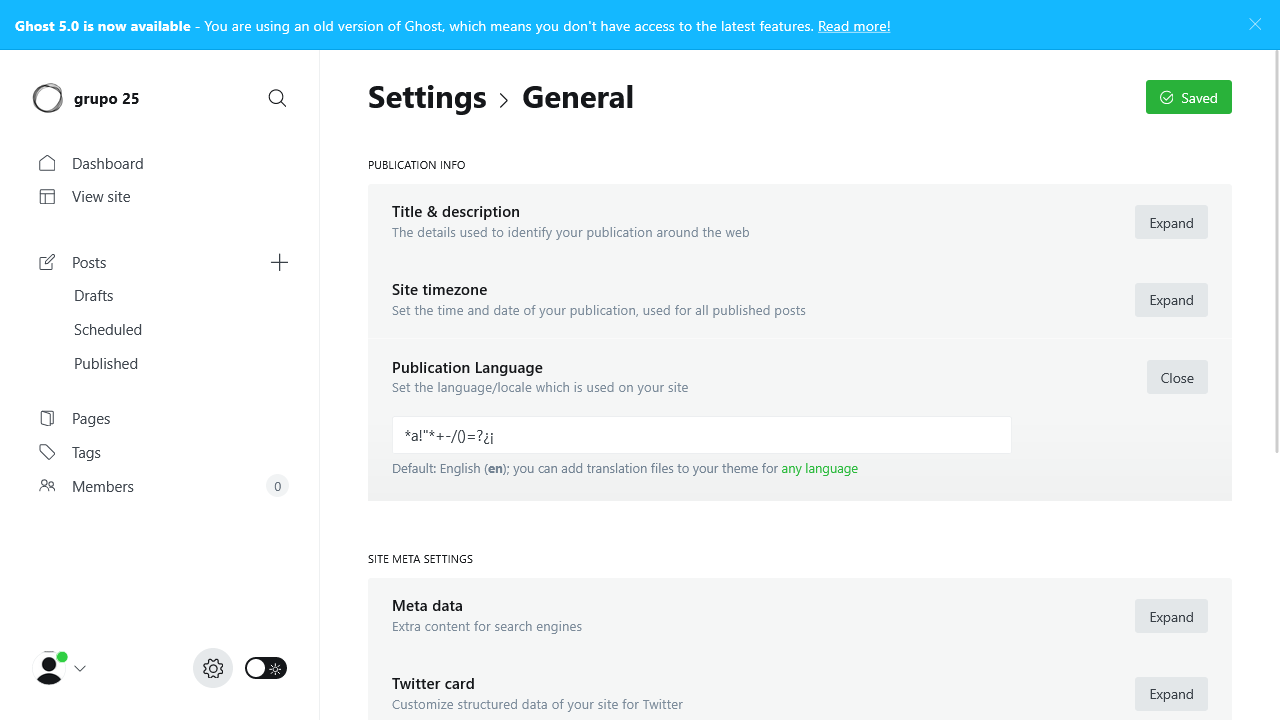 Ghost 5.0 is now available - You are using an old version of Ghost, which means you don't have access to the latest features. Read more!
grupo 25
Settings > General
Saved
Dashboard
View site
Posts
Drafts
Scheduled
Published
Pages
Tags
Members
0
PUBLICATION INFO
Title & description
The details used to identify your publication around the web
Expand
Site timezone
Set the time and date of your publication, used for all published posts
Expand
Publication Language
Set the language/locale which is used on your site
Close
*a!"*+-/()=?¿¡
Default: English (en); you can add translation files to your theme for any language
SITE META SETTINGS
Meta data
Extra content for search engines
Expand
Twitter card
Customize structured data of your site for Twitter
Expand